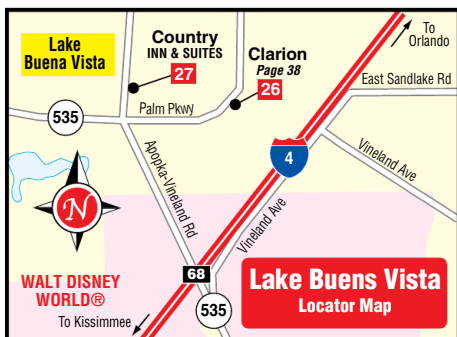 Lake
Buena Vista
Country
INN & SUITES
27
Clarion
Page 38
26
To
Orlando
East Sandlake Rd
535
Palm Pkwy
4
Vineland Ave
Apopka-Vineland Rd
N
Vineland Ave
68
WALT DISNEY
WORLD®
535
To Kissimmee
Lake Buens Vista
Locator Map